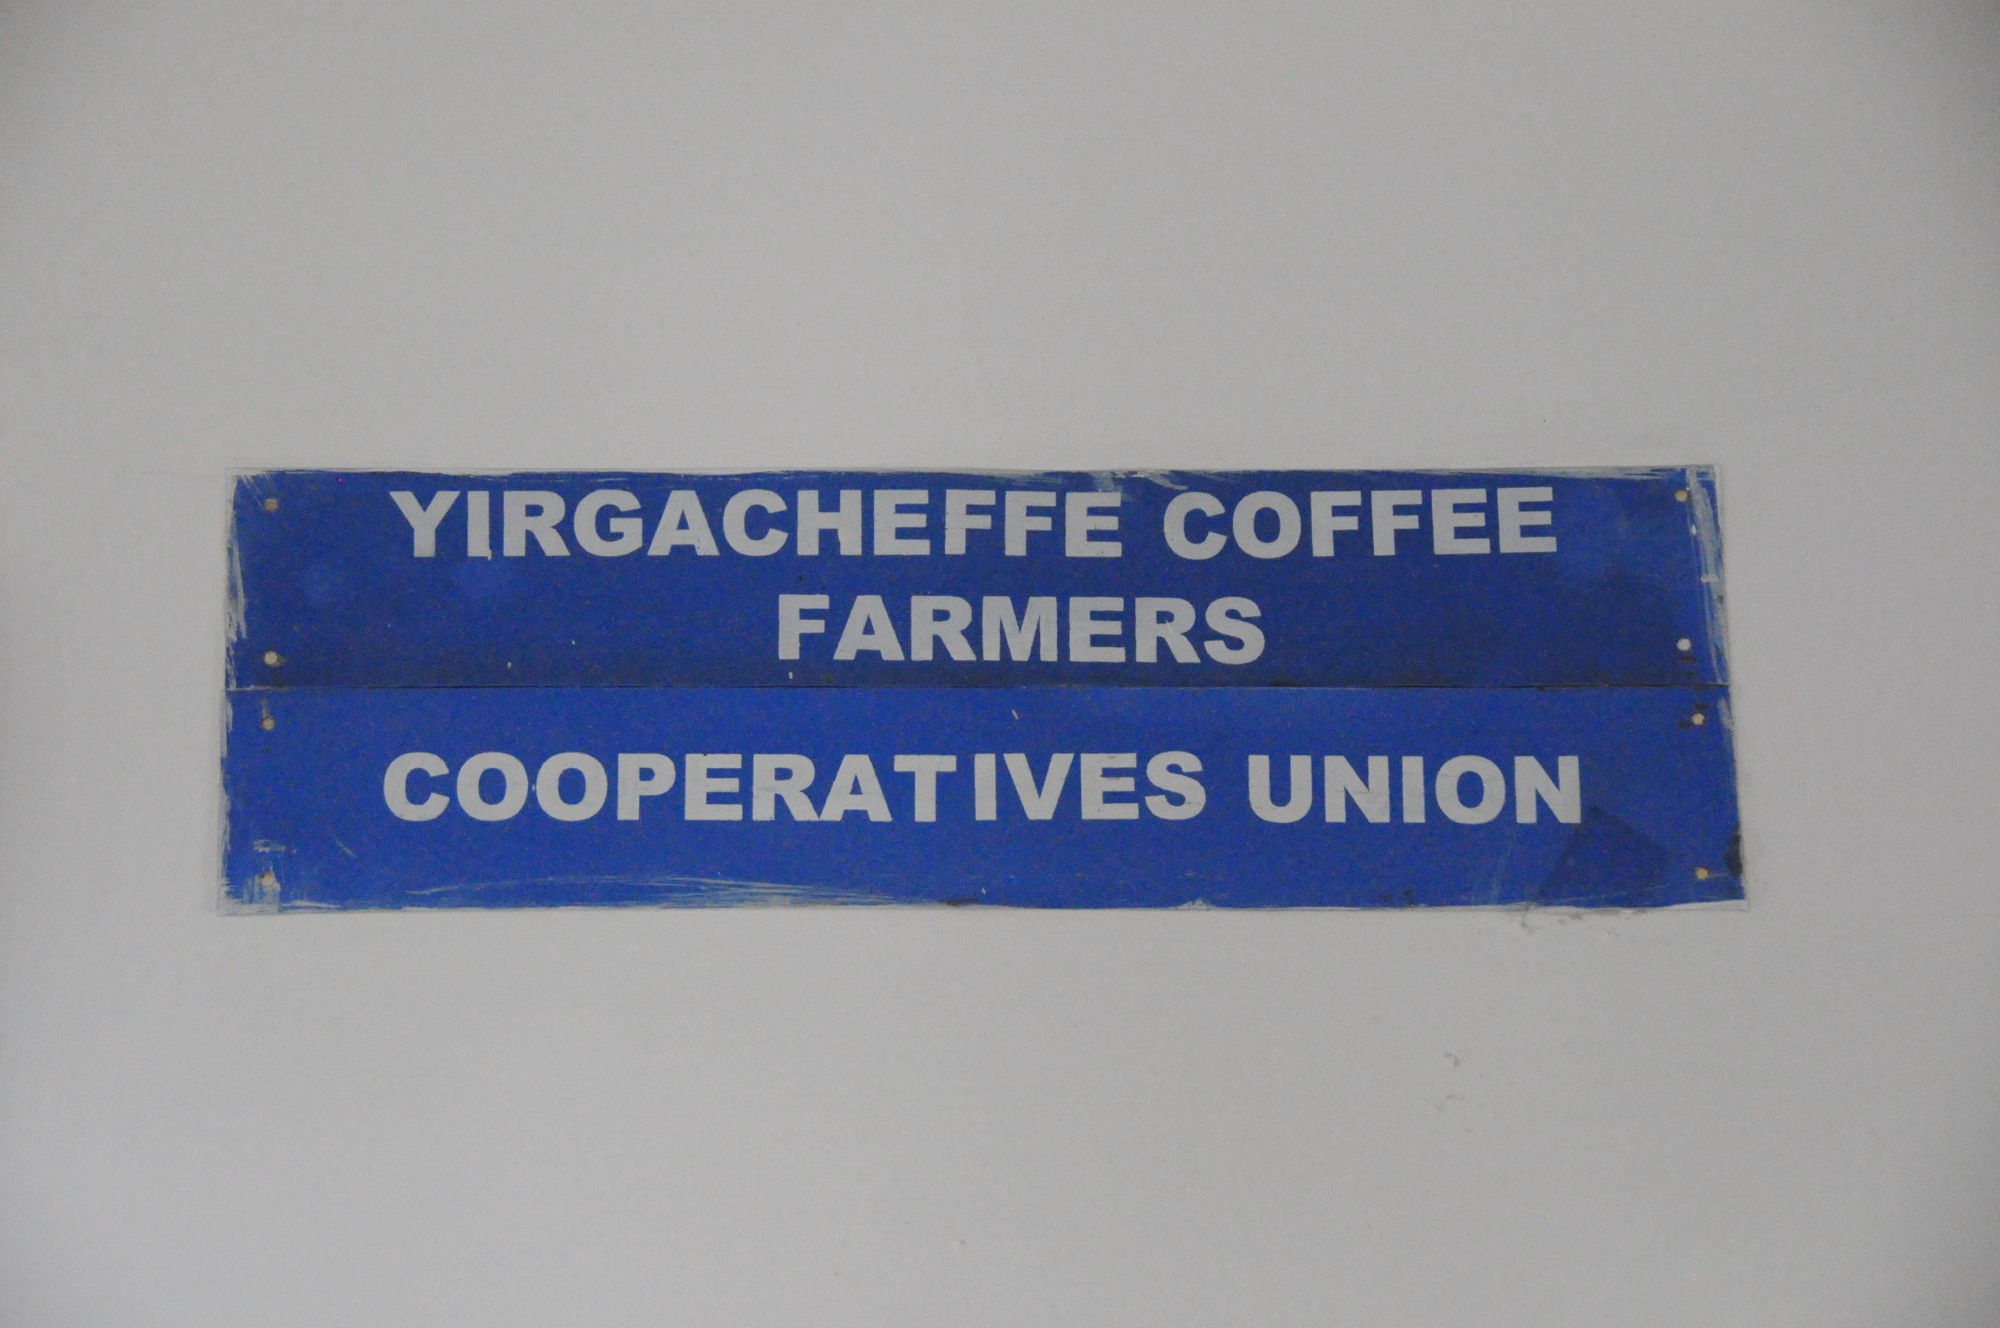 YIRGACHEFFE COFFEE
FARMERS
COOPERATIVES UNION